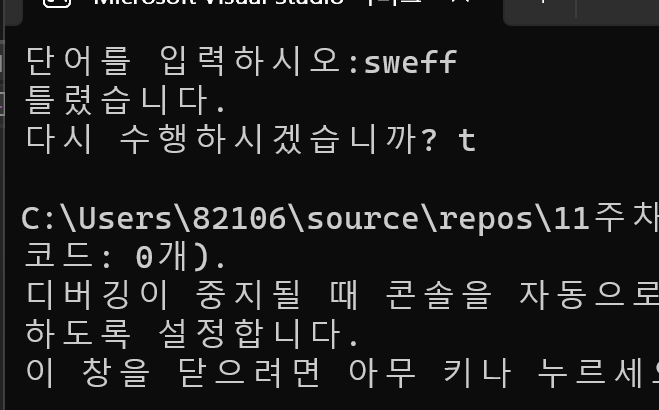 Microsoft Visual Studio
단어를 입력하시오:sweff
틀렸습니다.
다시 수행하시겠습니까? t
C:\Users\82106\source\repos\11주차
코드: 0개).
디버깅이 중지될 때 콘솔을 자동으로
하도록 설정합니다.
이 창을 닫으려면 아무 키나 누르세요